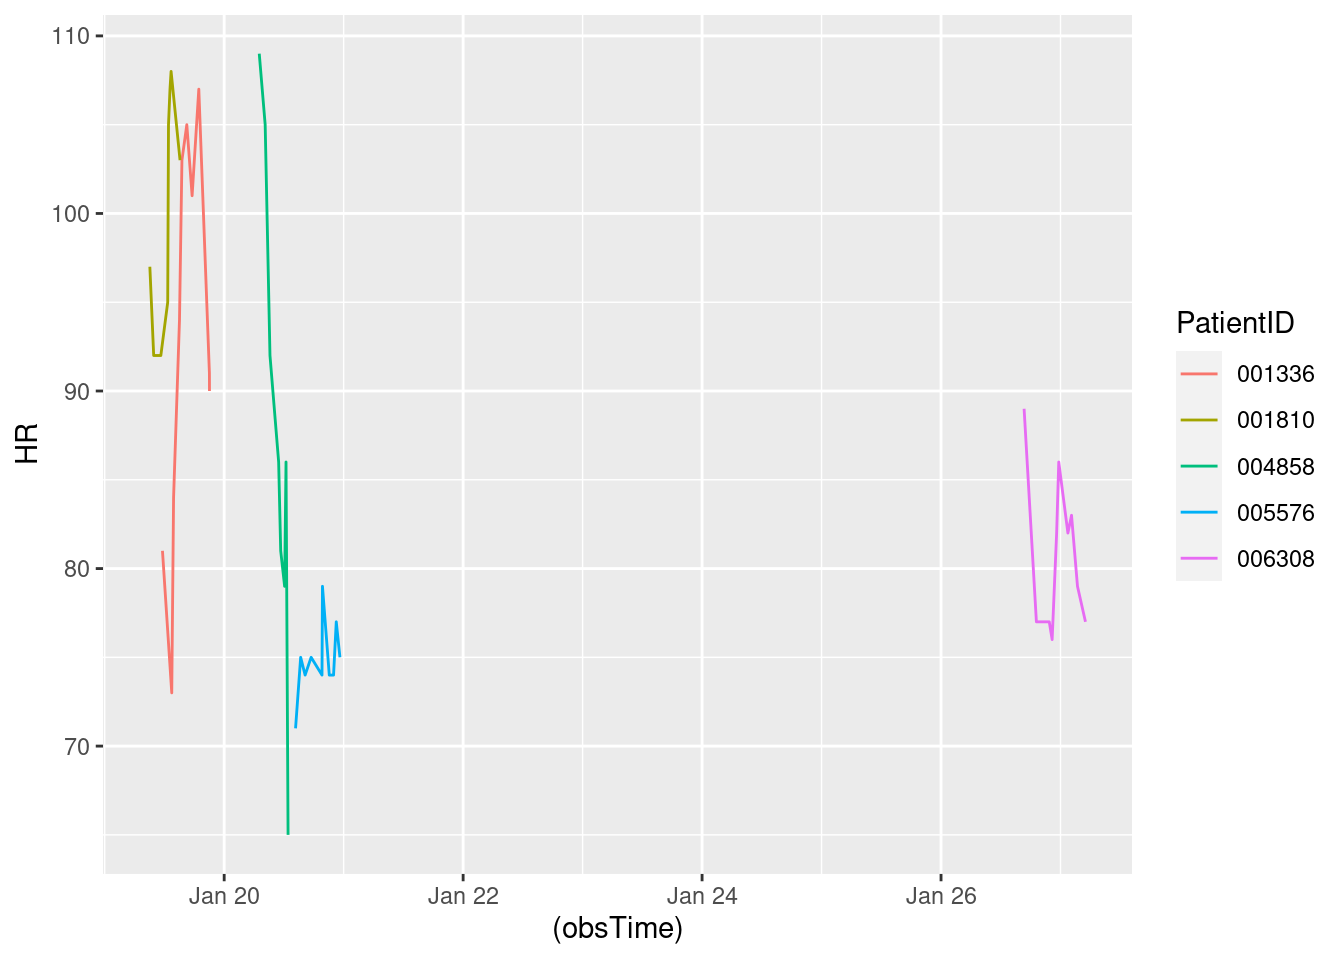 110
100
90
80
70
HR
Jan 20
Jan 22
Jan 24
Jan 26
(obsTime)
PatientID
001336
001810
004858
005576
006308